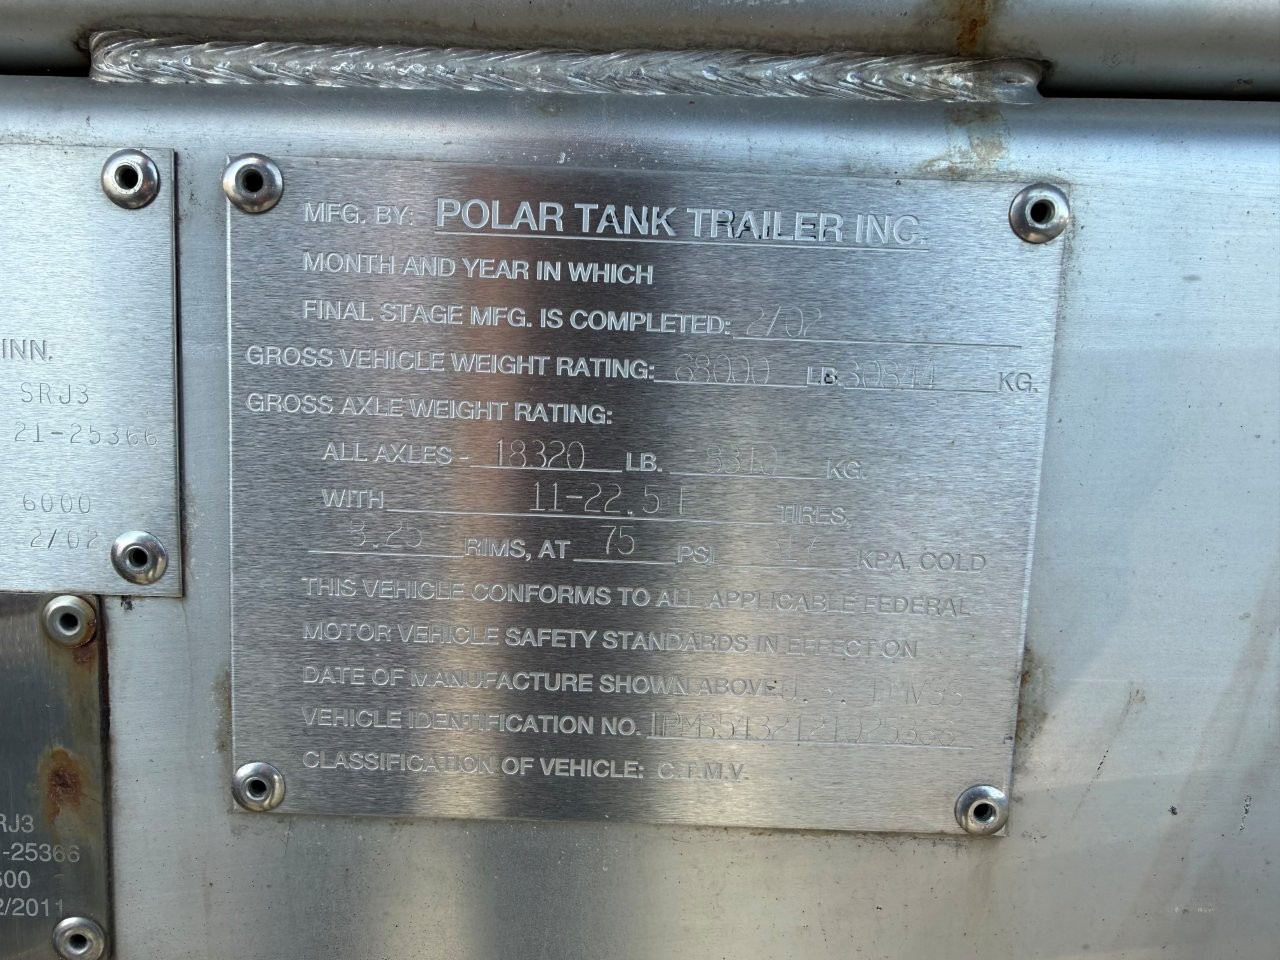 INN.
SRJ3
21-25366
6000
2/02
MFG. BY: POLAR TANK TRAILER INC.
MONTH AND YEAR IN WHICH
FINAL STAGE MFG. IS COMPLETED: 2/02
GROSS VEHICLE WEIGHT RATING: 68000 LB. 30844 KG.
GROSS AXLE WEIGHT RATING:
ALL AXLES - 18320 LB. 8310 KG.
WITH 11-22.5 TIRES,
8.25 RIMS, AT 75 PSI KPA, COLD
THIS VEHICLE CONFORMS TO ALL APPLICABLE FEDERAL
MOTOR VEHICLE SAFETY STANDARDS IN EFFECT ON
DATE OF MANUFACTURE SHOWN ABOVE
VEHICLE IDENTIFICATION NO.
CLASSIFICATION OF VEHICLE: C.T.M.V.
RJ3
-25366
600
2/2011